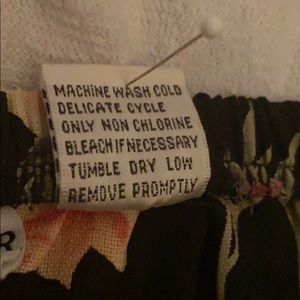 MACHINE WASH COLD
DELICATE CYCLE
ONLY NON CHLORINE
BLEACH IF NECESSARY
TUMBLE DRY LOW
REMOVE PROMPTLY
R